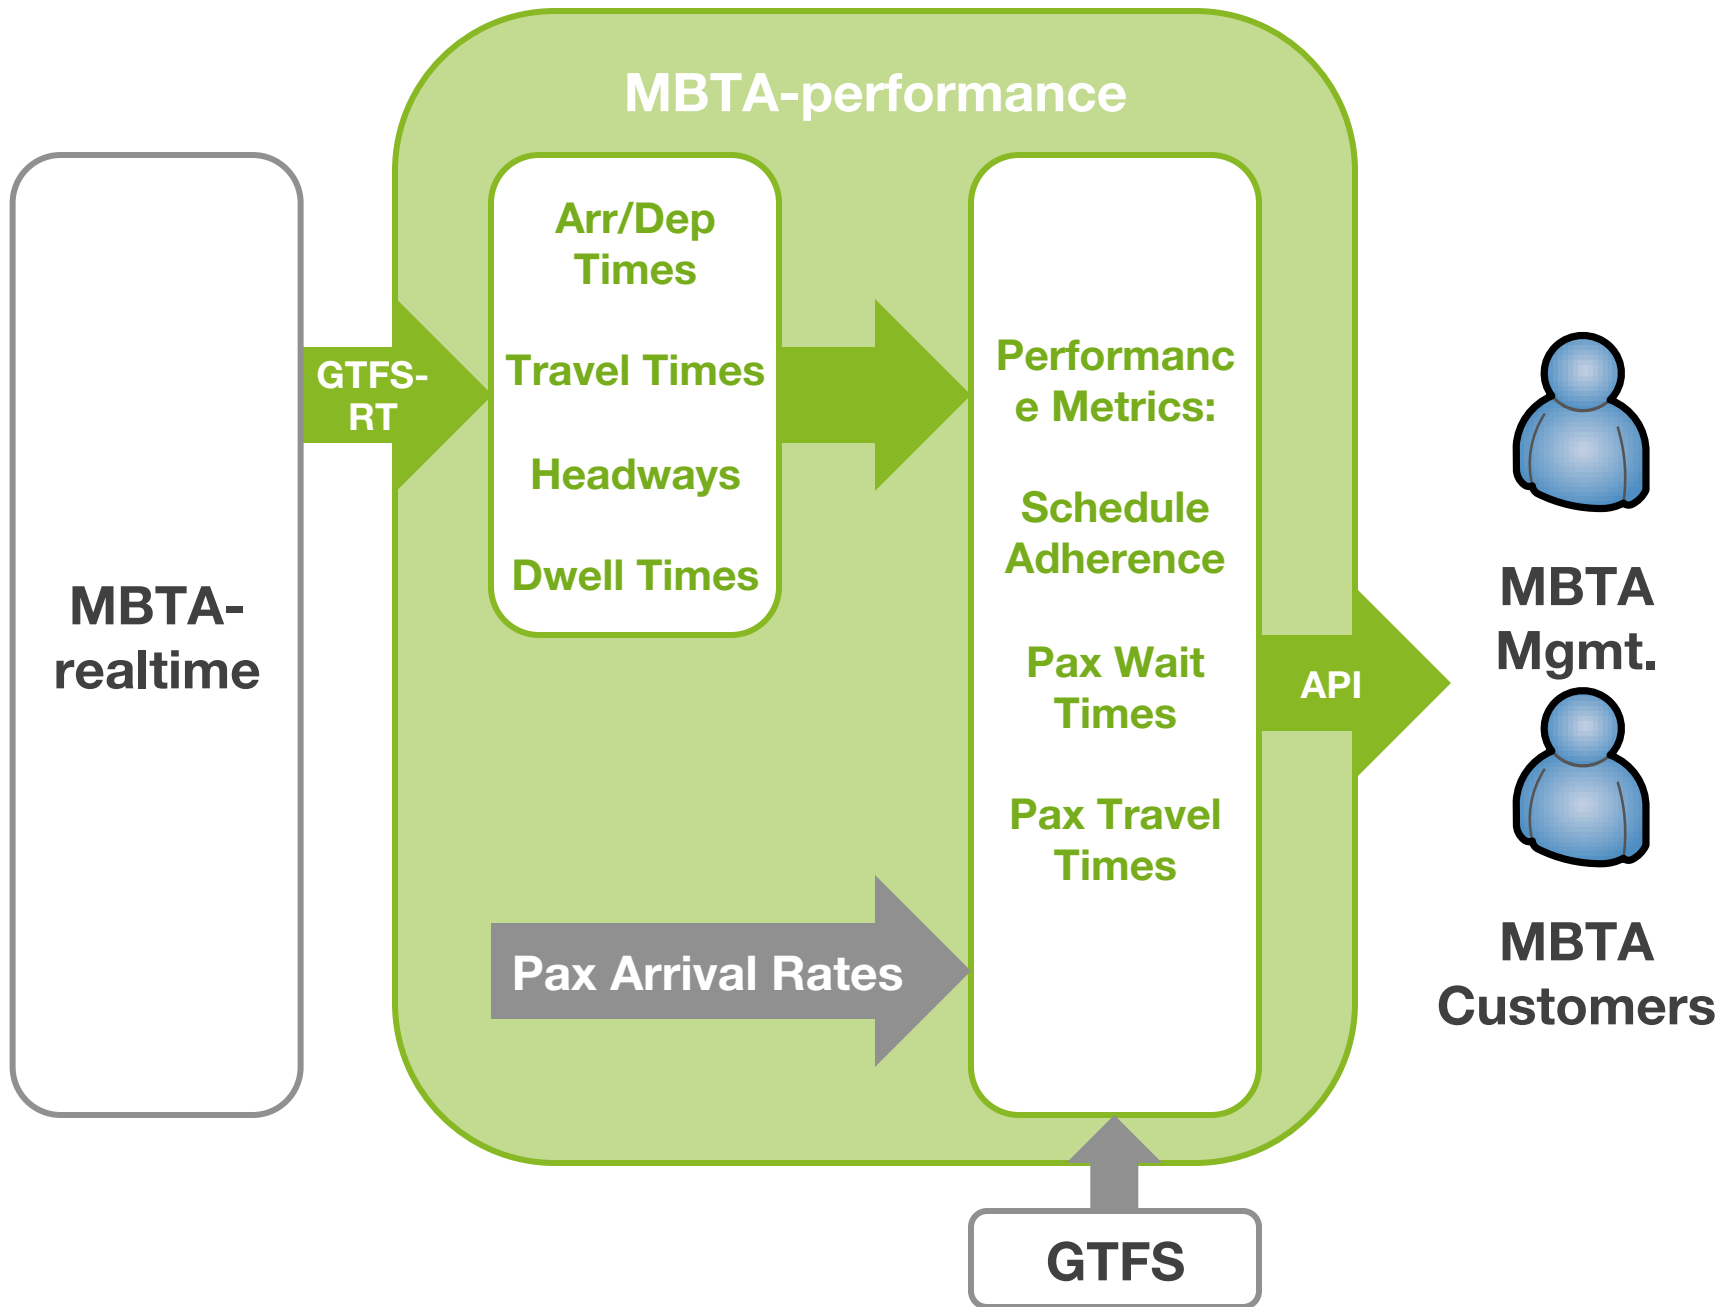 MBTA-performance
MBTA-
realtime
GTFS-
RT
Arr/Dep
Times
Travel Times
Headways
Dwell Times
Pax Arrival Rates
Performanc
e Metrics:
Schedule
Adherence
Pax Wait
Times
Pax Travel
Times
GTFS
API
MBTA
Mgmt.
MBTA
Customers